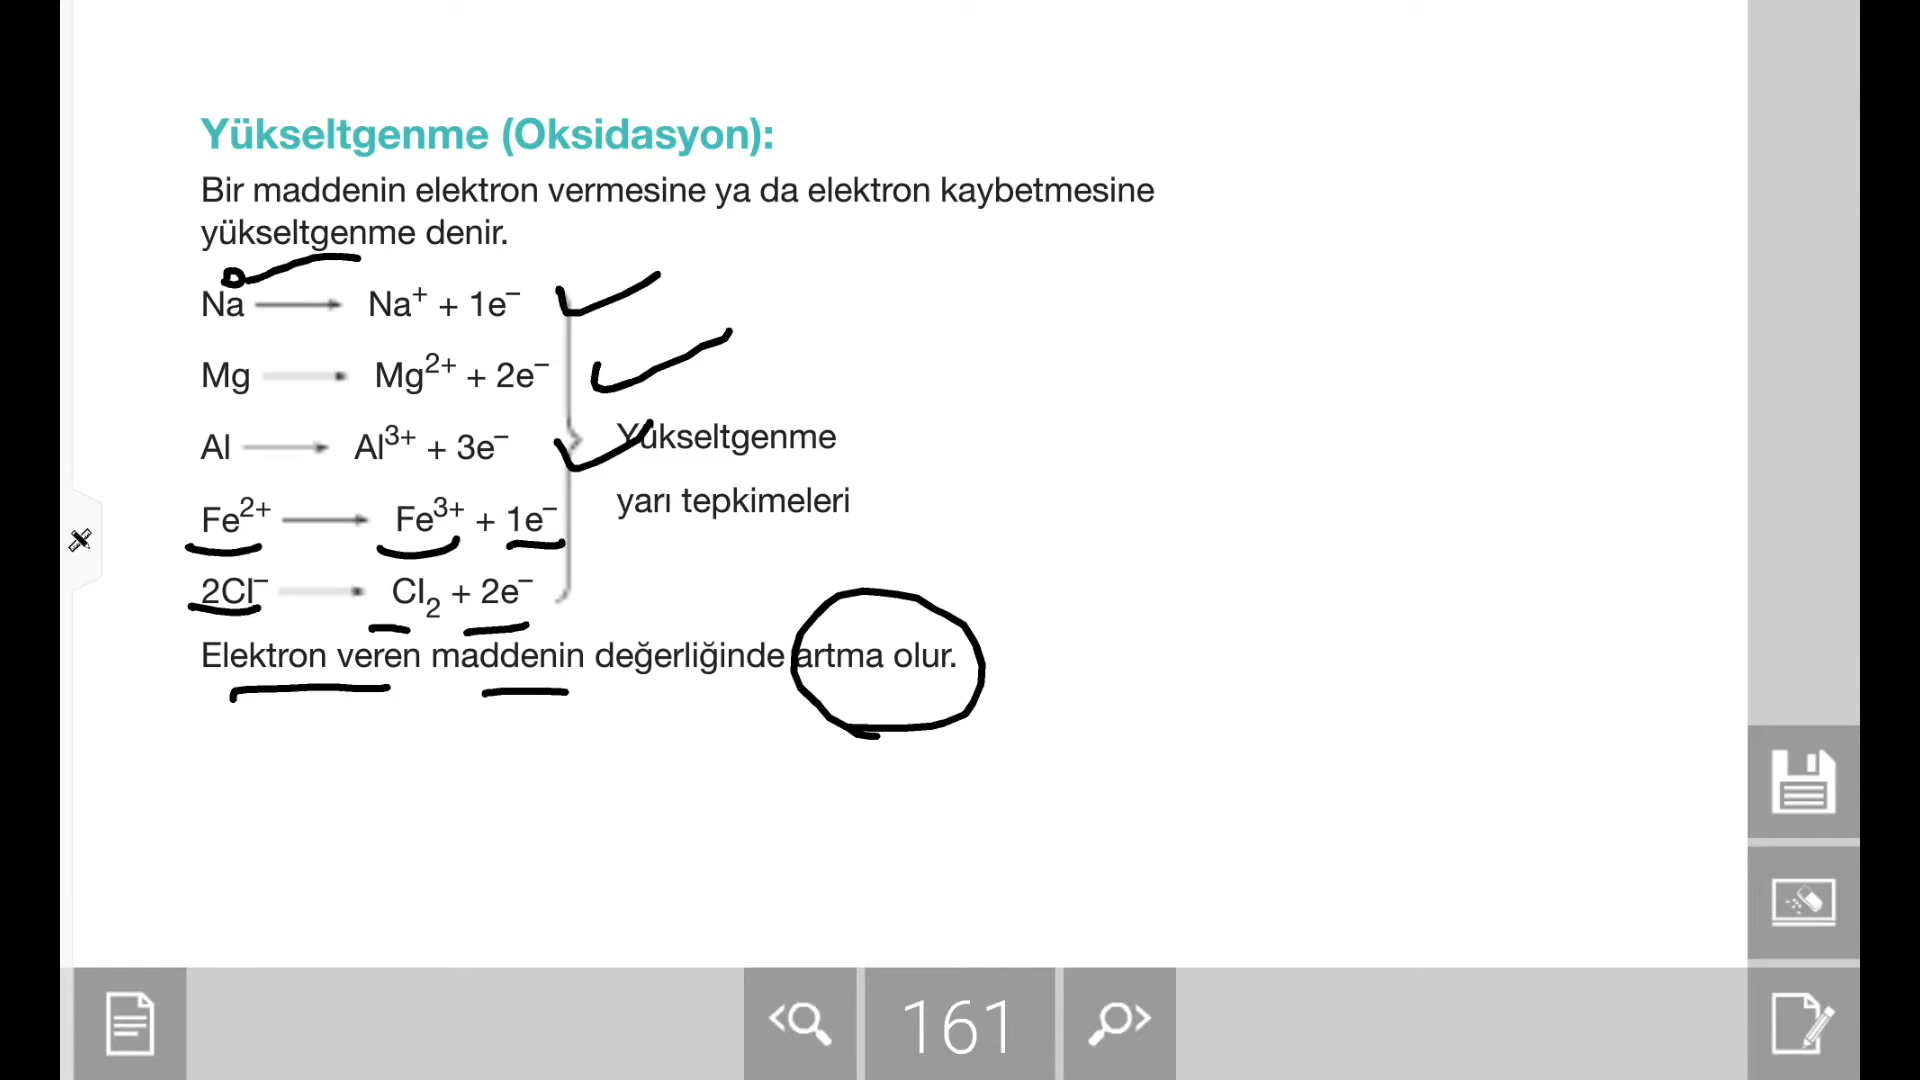 Yükseltgenme (Oksidasyon):
Bir maddenin elektron vermesine ya da elektron kaybetmesine
yükseltgenme denir.
Na⁰ → Na⁺ + 1e⁻
Mg → Mg²⁺ + 2e⁻
Al → Al³⁺ + 3e⁻
Yükseltgenme
yarı tepkimeleri
Fe²⁺ → Fe³⁺ + 1e⁻
2Cl⁻ → Cl₂ + 2e⁻
Elektron veren maddenin değerliğinde artma olur.
161